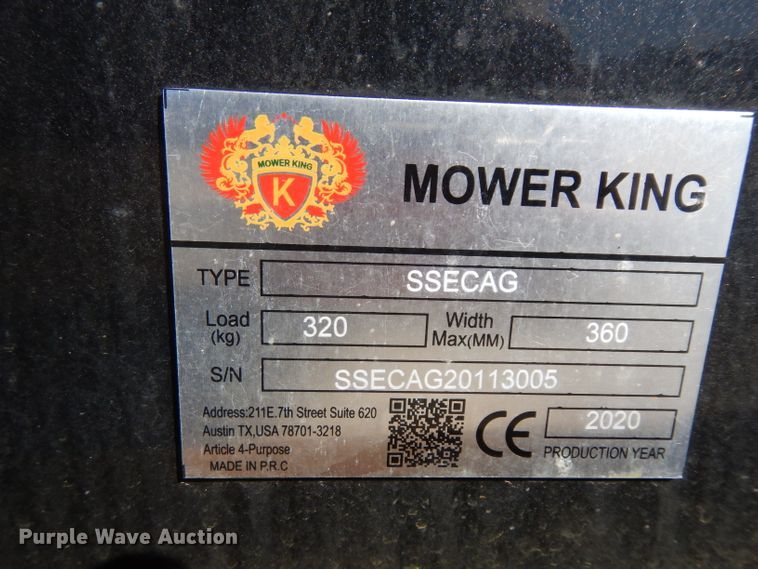 MOWER KING
K
MOWER KING
TYPE SSECAG
Load (kg) 320 Width Max(MM) 360
S/N SSECAG20113005
Address:211E.7th Street Suite 620
Austin TX,USA 78701-3218
Article 4-Purpose
MADE IN P.R.C
CE
2020
PRODUCTION YEAR
Purple Wave Auction